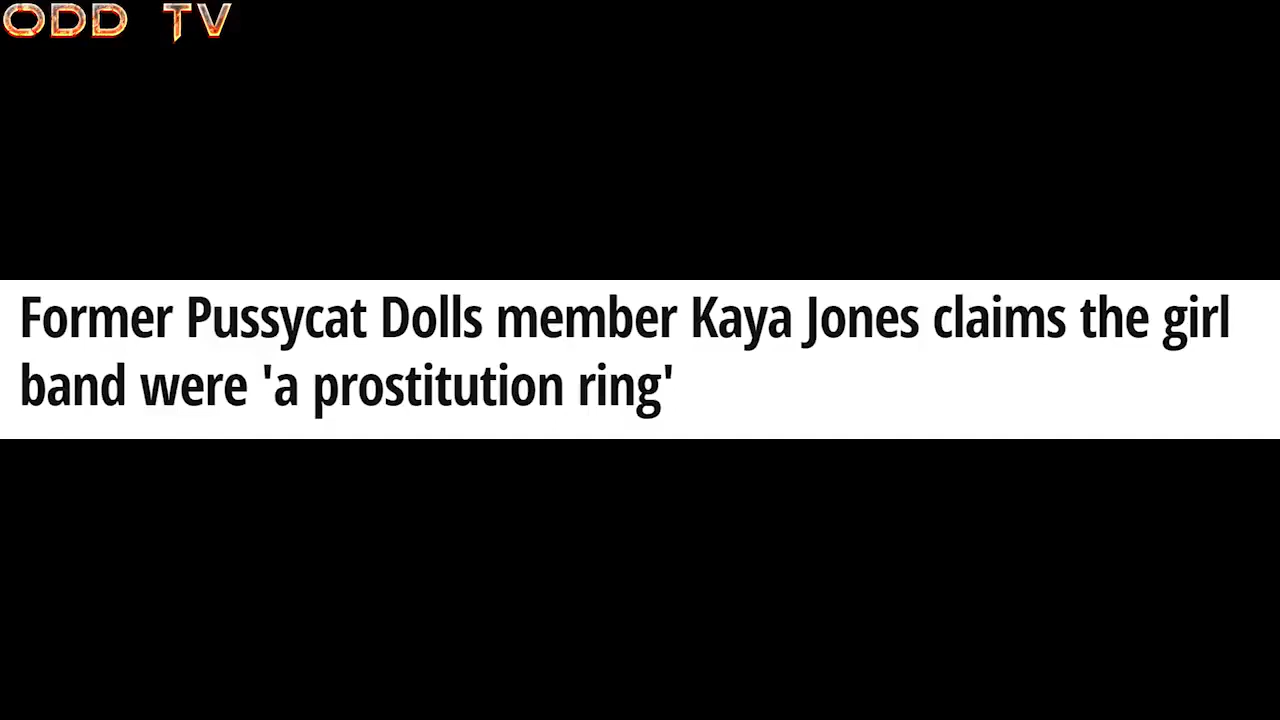 ODD TV
Former Pussycat Dolls member Kaya Jones claims the girl
band were 'a prostitution ring'